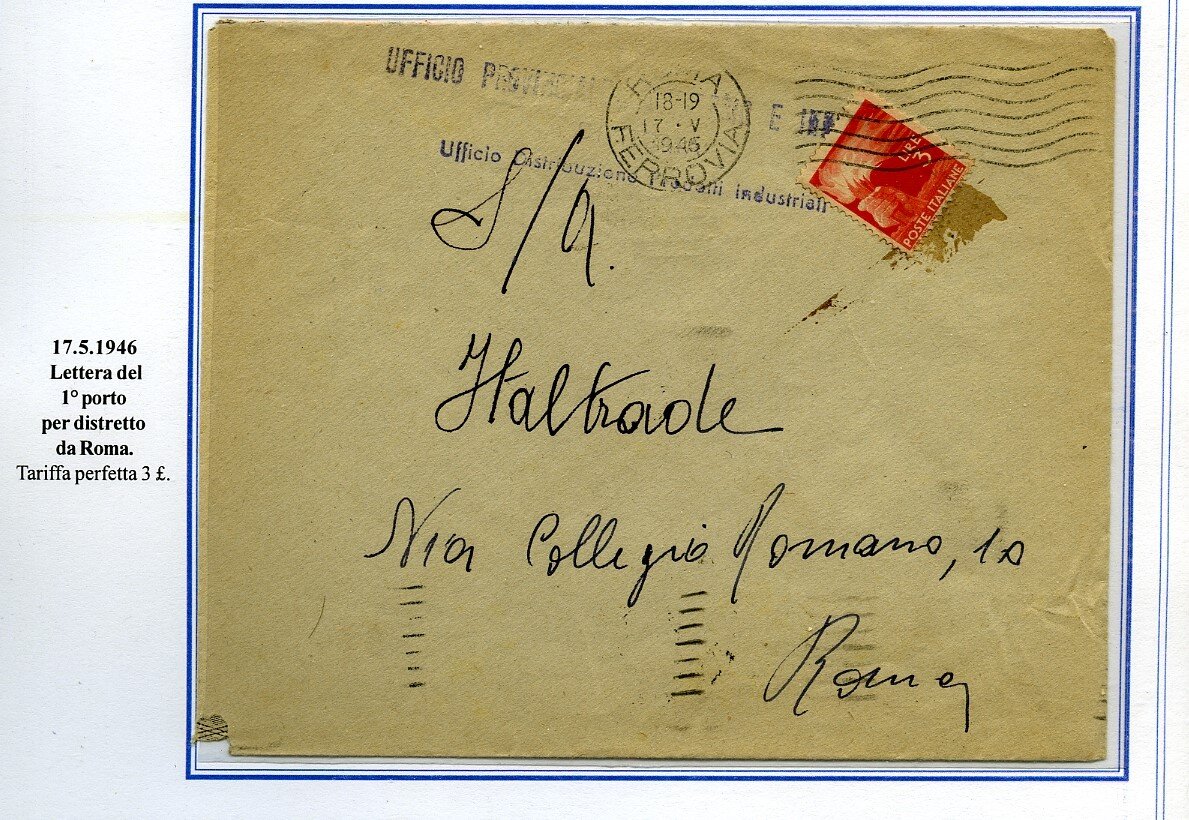 17.5.1946
Lettera del
1° porto
per distretto
da Roma.
Tariffa perfetta 3 £.
UFFICIO
E
Ufficio Distribuzione Prodotti industriali
ROMA
18-19
17 · V
1946
FERROVIA
LIRE 3
POSTE ITALIANE
S/A.
Italtrade
Via Collegio Romano, 10
Roma